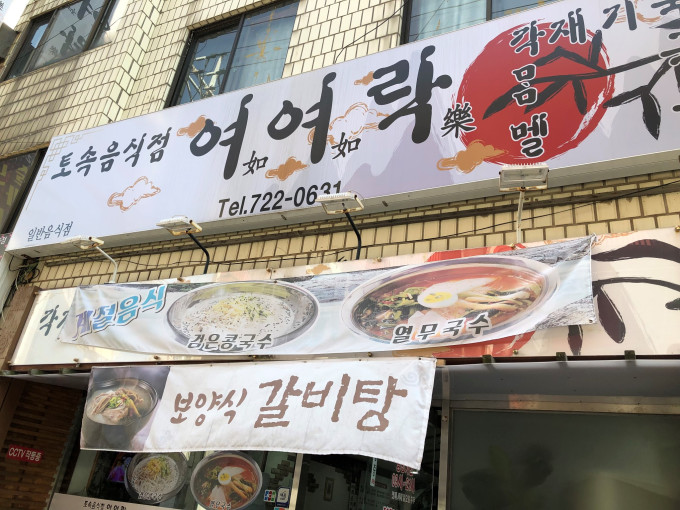 토속음식점 여여락
如 如 樂
각재기국
몸
멜
Tel.722-0631
일반음식점
계절음식
검은콩국수
열무국수
보양식 갈비탕
CCTV 작동중